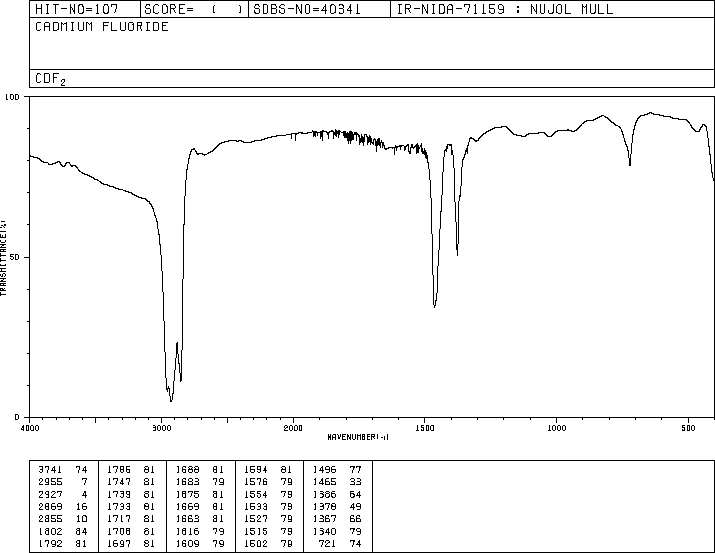 HIT-NO=107 SCORE= ( ) SDBS-NO=40341 IR-NIDA-71159 : NUJOL MULL
CADMIUM FLUORIDE
CDF2
100
50
0
TRANSMITTANCE(%)
4000 3000 2000 1500 1000 500
WAVENUMBER(-1)
3741 74 1786 81 1688 81 1594 81 1496 77
2955 7 1747 81 1683 79 1576 79 1465 33
2927 4 1739 81 1675 81 1554 79 1386 64
2869 16 1733 81 1669 81 1533 79 1378 49
2855 10 1717 81 1663 81 1527 79 1367 66
1802 84 1708 81 1616 79 1515 79 1340 79
1792 81 1697 81 1609 79 1502 79 721 74